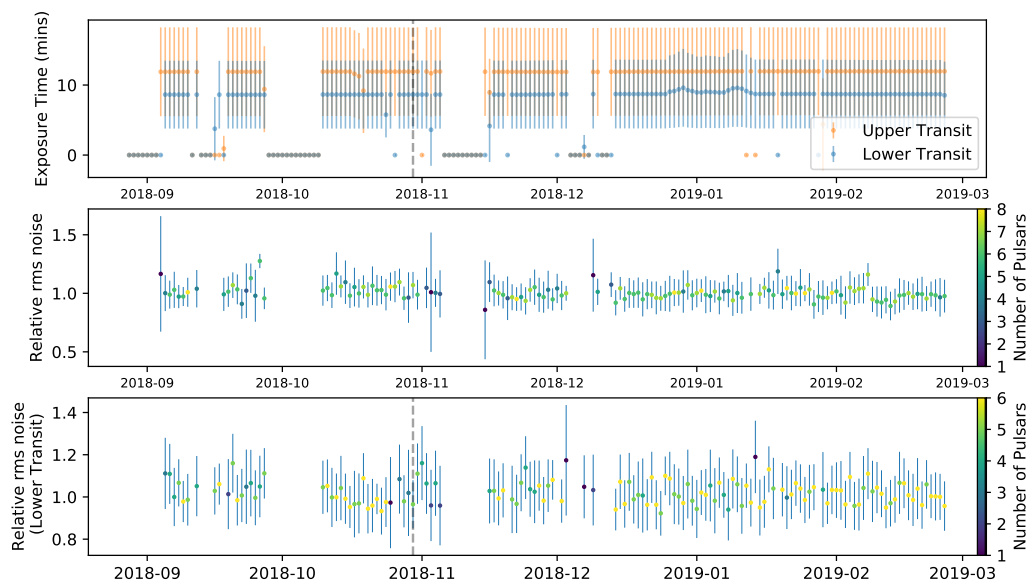 Exposure Time (mins)
10
0
Upper Transit
Lower Transit
2018-09 2018-10 2018-11 2018-12 2019-01 2019-02 2019-03
Relative rms noise
1.5
1.0
0.5
2018-09 2018-10 2018-11 2018-12 2019-01 2019-02 2019-03
8
7
6
5
4
3
2
1
Number of Pulsars
Relative rms noise
(Lower Transit)
1.4
1.2
1.0
0.8
2018-09 2018-10 2018-11 2018-12 2019-01 2019-02 2019-03
6
5
4
3
2
1
Number of Pulsars